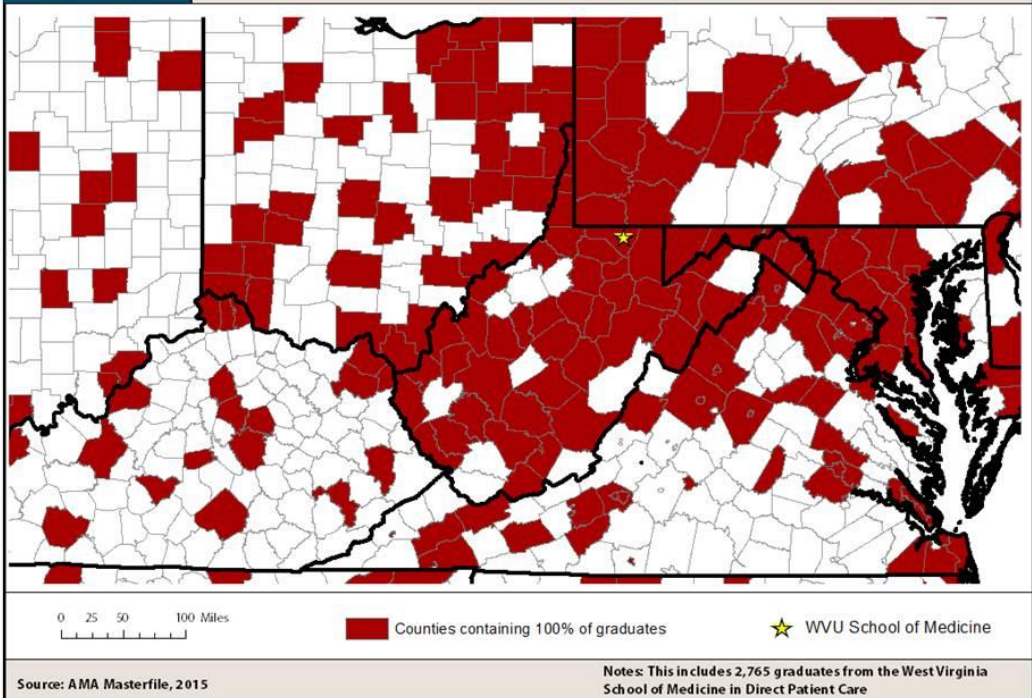 0 25 50 100 Miles
Counties containing 100% of graduates
WVU School of Medicine
Source: AMA Masterfile, 2015
Notes: This includes 2,765 graduates from the West Virginia
School of Medicine in Direct Patient Care